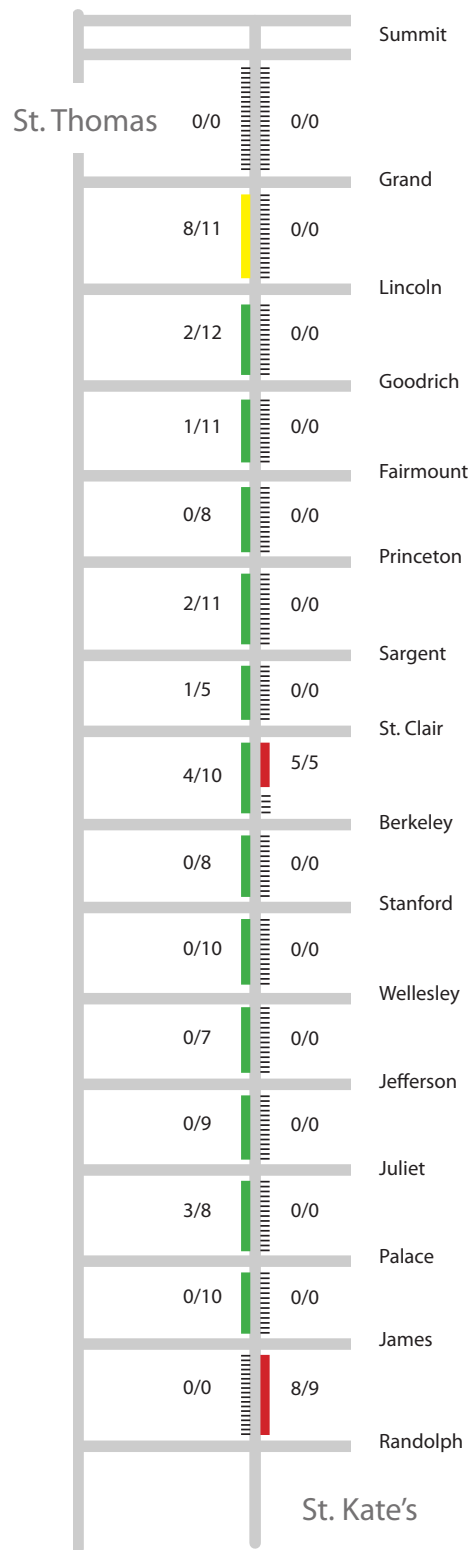 Summit
St. Thomas 0/0 0/0
Grand
8/11 0/0
Lincoln
2/12 0/0
Goodrich
1/11 0/0
Fairmount
0/8 0/0
Princeton
2/11 0/0
Sargent
1/5 0/0
St. Clair
4/10 5/5
Berkeley
0/8 0/0
Stanford
0/10 0/0
Wellesley
0/7 0/0
Jefferson
0/9 0/0
Juliet
3/8 0/0
Palace
0/10 0/0
James
0/0 8/9
Randolph
St. Kate's